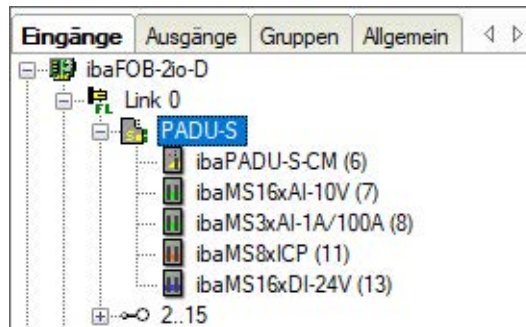 Eingänge Ausgänge Gruppen Allgemein
ibaFOB-2io-D
FL Link 0
PADU-S
ibaPADU-S-CM (6)
ibaMS16xAI-10V (7)
ibaMS3xAI-1A/100A (8)
ibaMS8xICP (11)
ibaMS16xDI-24V (13)
2..15